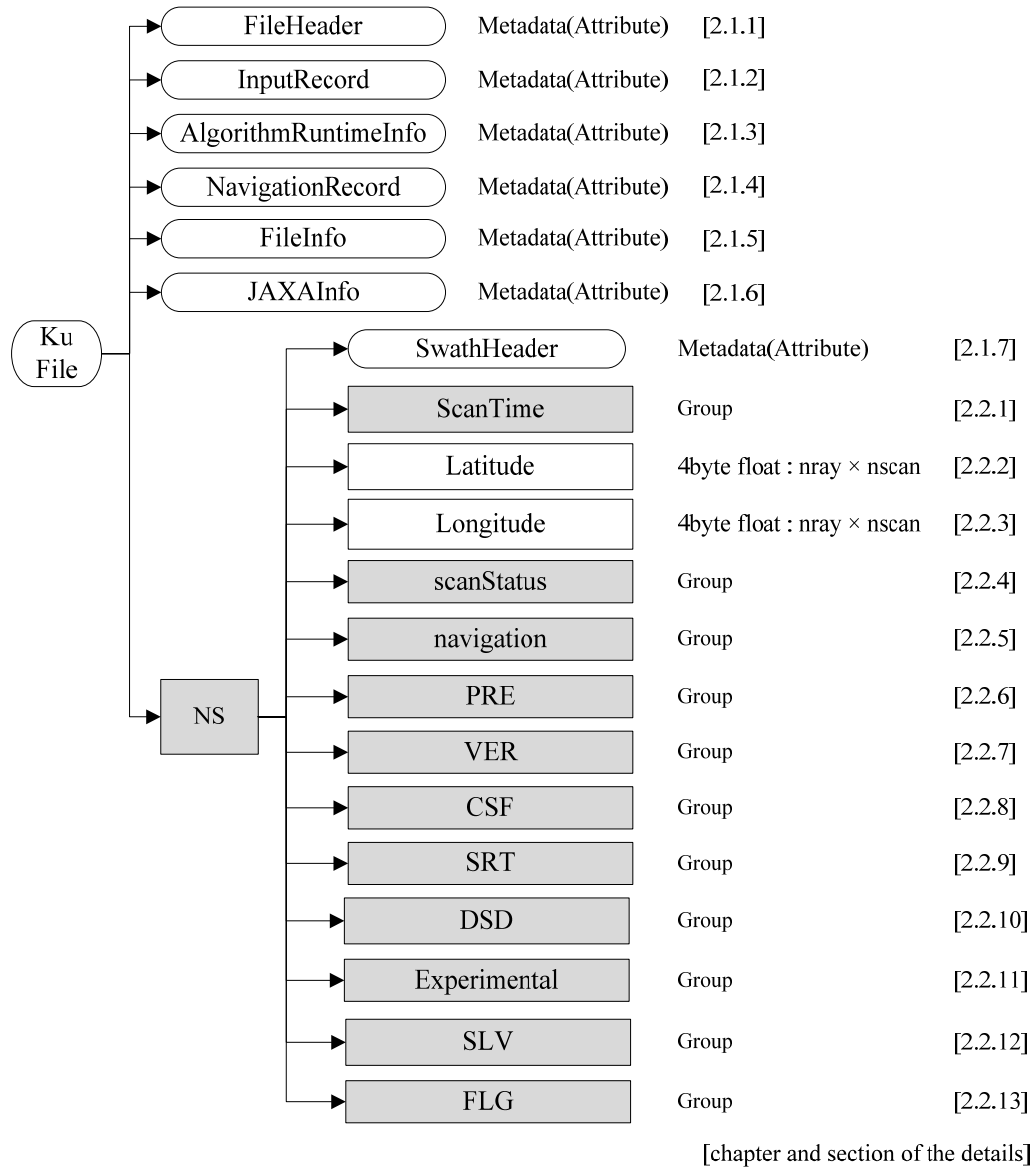 FileHeader Metadata(Attribute) [2.1.1]
InputRecord Metadata(Attribute) [2.1.2]
AlgorithmRuntimeInfo Metadata(Attribute) [2.1.3]
NavigationRecord Metadata(Attribute) [2.1.4]
FileInfo Metadata(Attribute) [2.1.5]
JAXAInfo Metadata(Attribute) [2.1.6]
Ku
File
SwathHeader Metadata(Attribute) [2.1.7]
ScanTime Group [2.2.1]
Latitude 4byte float : nray × nscan [2.2.2]
Longitude 4byte float : nray × nscan [2.2.3]
scanStatus Group [2.2.4]
navigation Group [2.2.5]
PRE Group [2.2.6]
NS
VER Group [2.2.7]
CSF Group [2.2.8]
SRT Group [2.2.9]
DSD Group [2.2.10]
Experimental Group [2.2.11]
SLV Group [2.2.12]
FLG Group [2.2.13]
[chapter and section of the details]